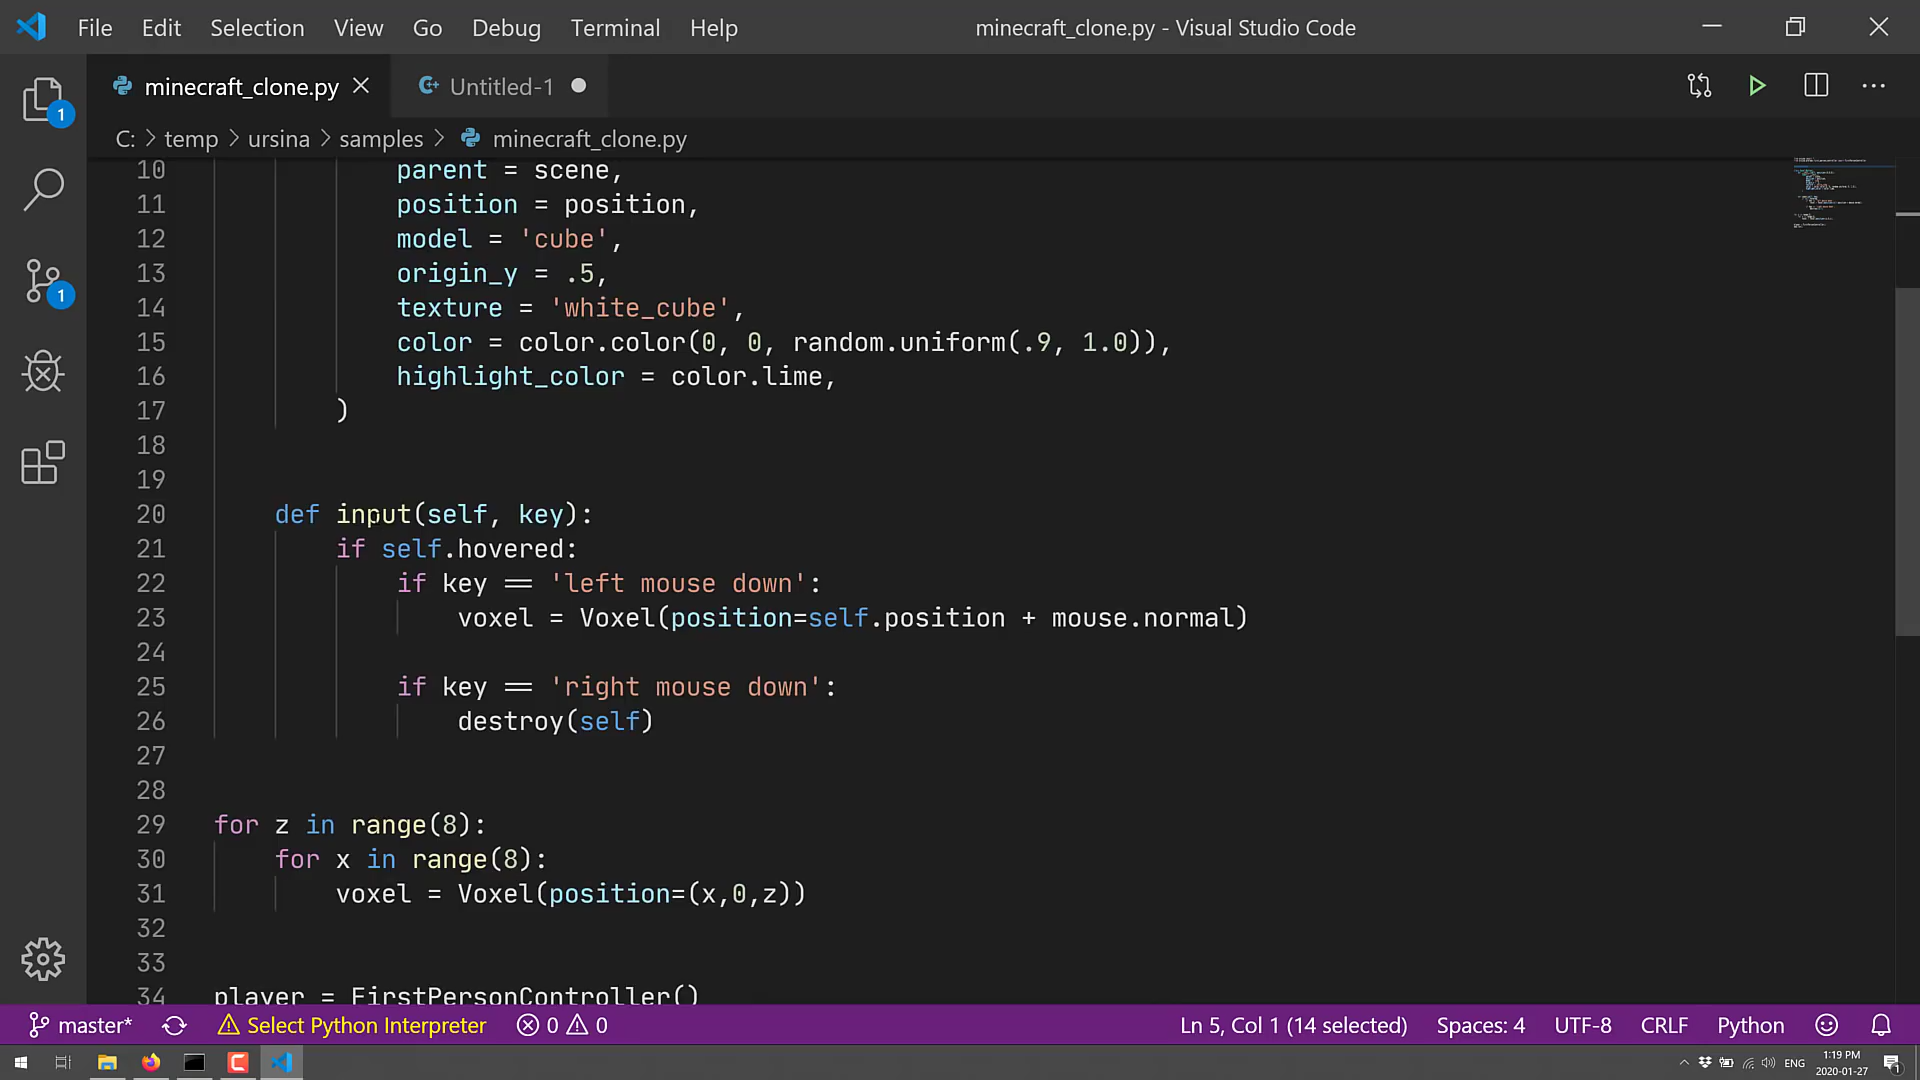 File Edit Selection View Go Debug Terminal Help minecraft_clone.py - Visual Studio Code
minecraft_clone.py Untitled-1
C: > temp > ursina > samples > minecraft_clone.py
10 parent = scene,
11 position = position,
12 model = 'cube',
13 origin_y = .5,
14 texture = 'white_cube',
15 color = color.color(0, 0, random.uniform(.9, 1.0)),
16 highlight_color = color.lime,
17 )
18
19
20 def input(self, key):
21 if self.hovered:
22 if key == 'left mouse down':
23 voxel = Voxel(position=self.position + mouse.normal)
24
25 if key == 'right mouse down':
26 destroy(self)
27
28
29 for z in range(8):
30 for x in range(8):
31 voxel = Voxel(position=(x,0,z))
32
33
34 player = FirstPersonController()
master* Select Python Interpreter 0 0 Ln 5, Col 1 (14 selected) Spaces: 4 UTF-8 CRLF Python
ENG 1:19 PM
2020-01-27
1
1
1